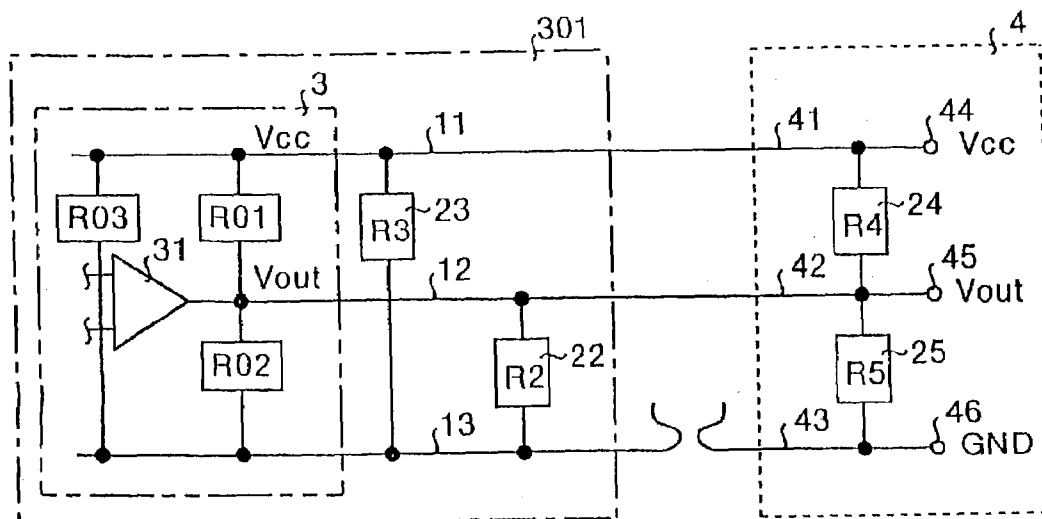 301
4
3
Vcc 11 41 44 Vcc
R03 R01 R3 23 R4 24
31
Vout 12 42 45 Vout
R02 R2 22 R5 25
13 43 46 GND